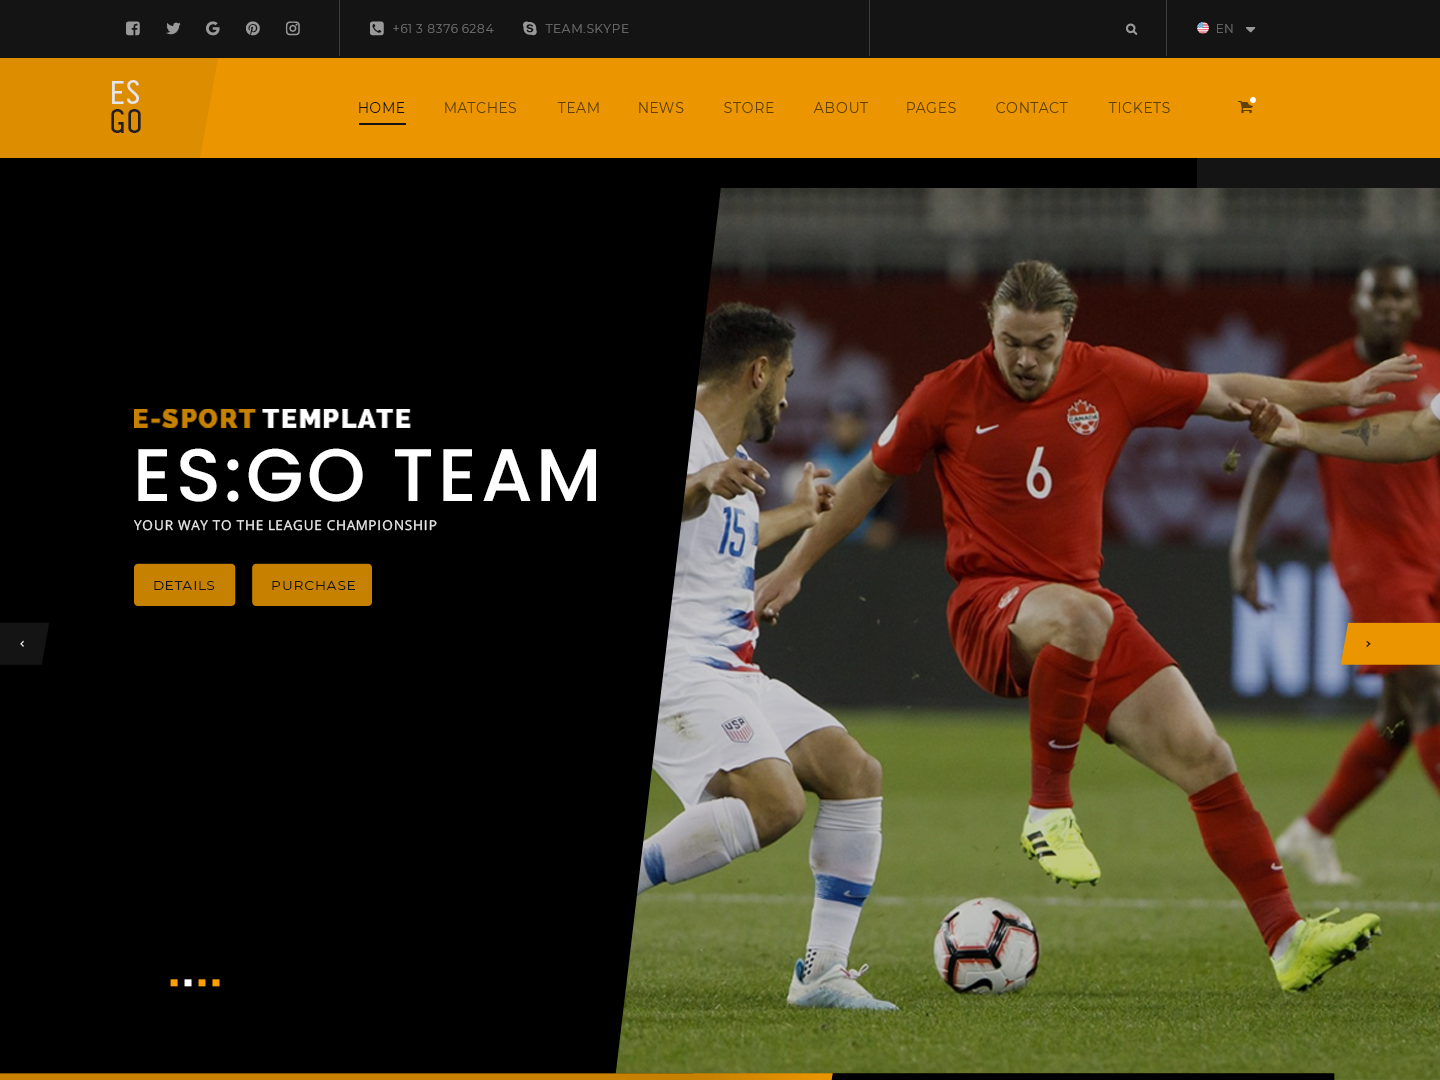 +61 3 8376 6284
TEAM.SKYPE
EN
ES
GO
HOME
MATCHES
TEAM
NEWS
STORE
ABOUT
PAGES
CONTACT
TICKETS
E-SPORT TEMPLATE
ES:GO TEAM
YOUR WAY TO THE LEAGUE CHAMPIONSHIP
DETAILS
PURCHASE
CANADA
6
15
USA